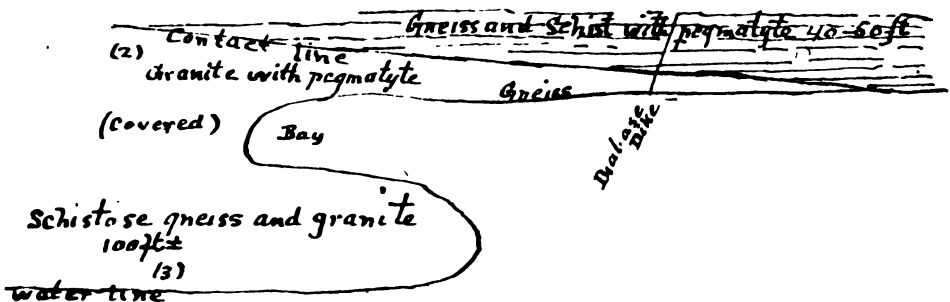 Gneiss and Schist with pegmatyte 40-60ft
(2) Contact line
Granite with pegmatyte
Gneiss
(Covered)
Bay
Diabase Dike
Schistose gneiss and granite
100ft±
(3)
water line